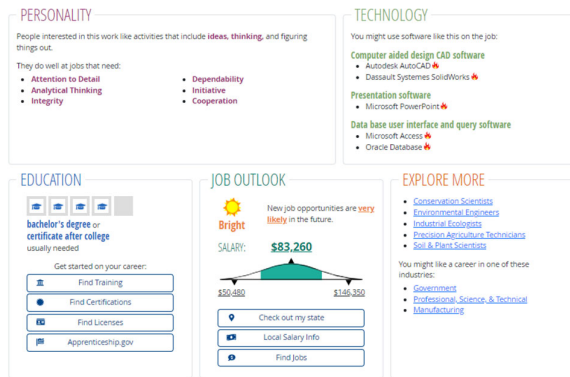 PERSONALITY
People interested in this work like activities that include ideas, thinking, and figuring
things out.
They do well at jobs that need:
Attention to Detail
Analytical Thinking
Integrity
Dependability
Initiative
Cooperation
TECHNOLOGY
You might use software like this on the job:
Computer aided design CAD software
Autodesk AutoCAD
Dassault Systemes SolidWorks
Presentation software
Microsoft PowerPoint
Data base user interface and query software
Microsoft Access
Oracle Database
EDUCATION
bachelor's degree or
certificate after college
usually needed
Get started on your career:
Find Training
Find Certifications
Find Licenses
Apprenticeship.gov
JOB OUTLOOK
Bright
New job opportunities are very
likely in the future.
SALARY: $83,260
$50,480 $146,350
Check out my state
Local Salary Info
Find Jobs
EXPLORE MORE
Conservation Scientists
Environmental Engineers
Industrial Ecologists
Precision Agriculture Technicians
Soil & Plant Scientists
You might like a career in one of these
industries:
Government
Professional, Science, & Technical
Manufacturing